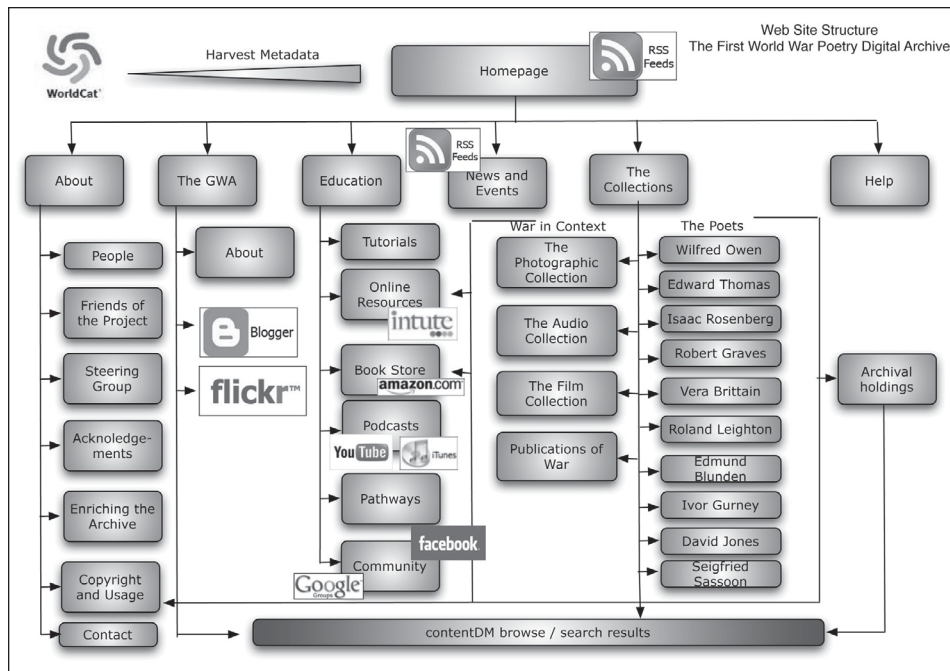 Web Site Structure
The First World War Poetry Digital Archive
WorldCat®
Harvest Metadata
Homepage
RSS
Feeds
RSS
Feeds
About
The GWA
Education
News and
Events
The
Collections
Help
People
Friends of
the Project
Steering
Group
Acknoledge-
ments
Enriching the
Archive
Copyright
and Usage
Contact
About
Blogger
flickr™
Tutorials
Online
Resources
intute
Book Store
amazon.com
Podcasts
YouTube
iTunes
Pathways
Community
facebook.
Google™
Groups
War in Context
The
Photographic
Collection
The Audio
Collection
The Film
Collection
Publications of
War
The Poets
Wilfred Owen
Edward Thomas
Isaac Rosenberg
Robert Graves
Vera Brittain
Roland Leighton
Edmund
Blunden
Ivor Gurney
David Jones
Seigfried
Sassoon
Archival
holdings
contentDM browse / search results